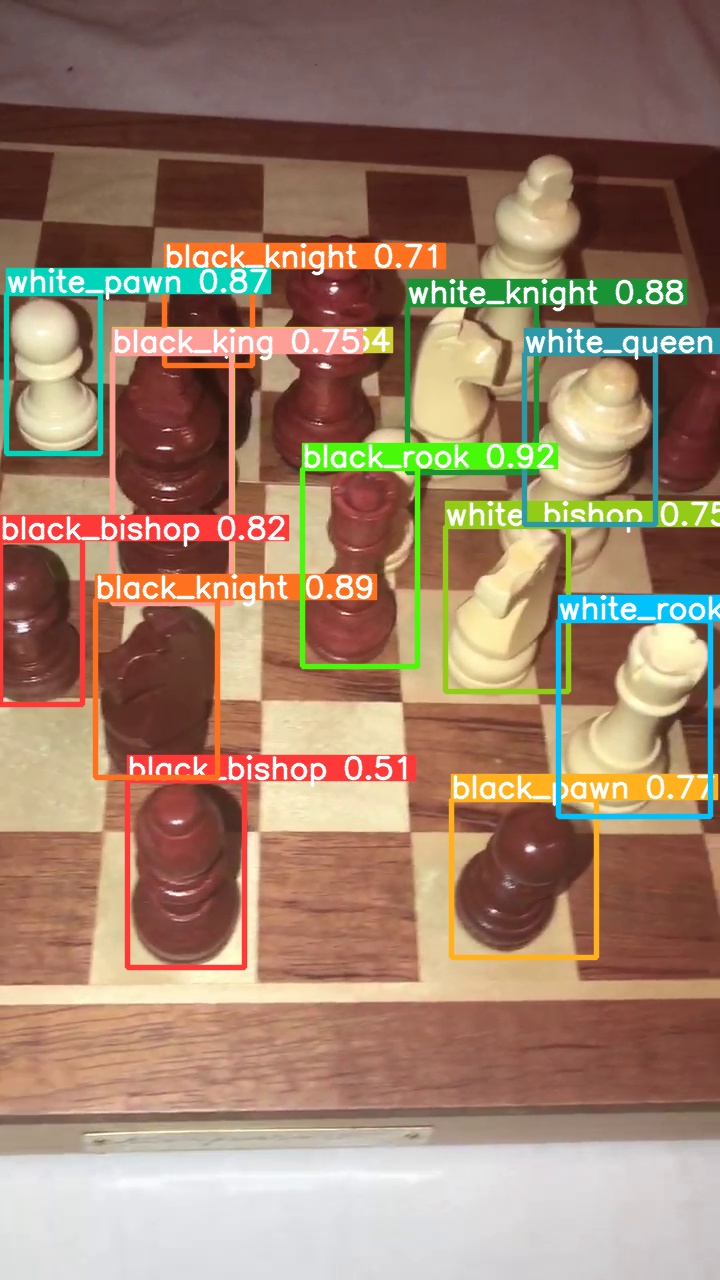 black_knight 0.71
white_pawn 0.87
white_knight 0.88
black_king 0.75
54
white_queen
black_rook 0.92
white_bishop 0.75
black_bishop 0.82
black_knight 0.89
white_rook
black_bishop 0.51
black_pawn 0.77